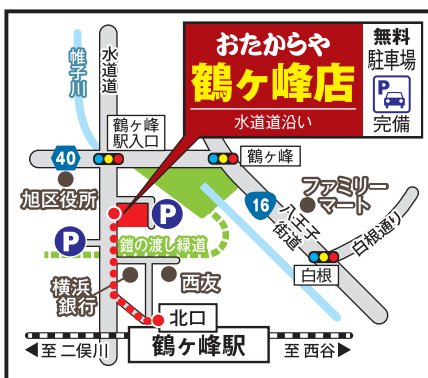 おたからや
鶴ヶ峰店
水道道沿い
無料
駐車場
P
完備
帷子川
水道道
鶴ヶ峰
駅入口
40
鶴ヶ峰
旭区役所
16
八王子
街道
ファミリー
マート
白根通り
P
P
鎧の渡し緑道
白根
横浜
銀行
西友
北口
鶴ヶ峰駅
至 二俣川
至 西谷